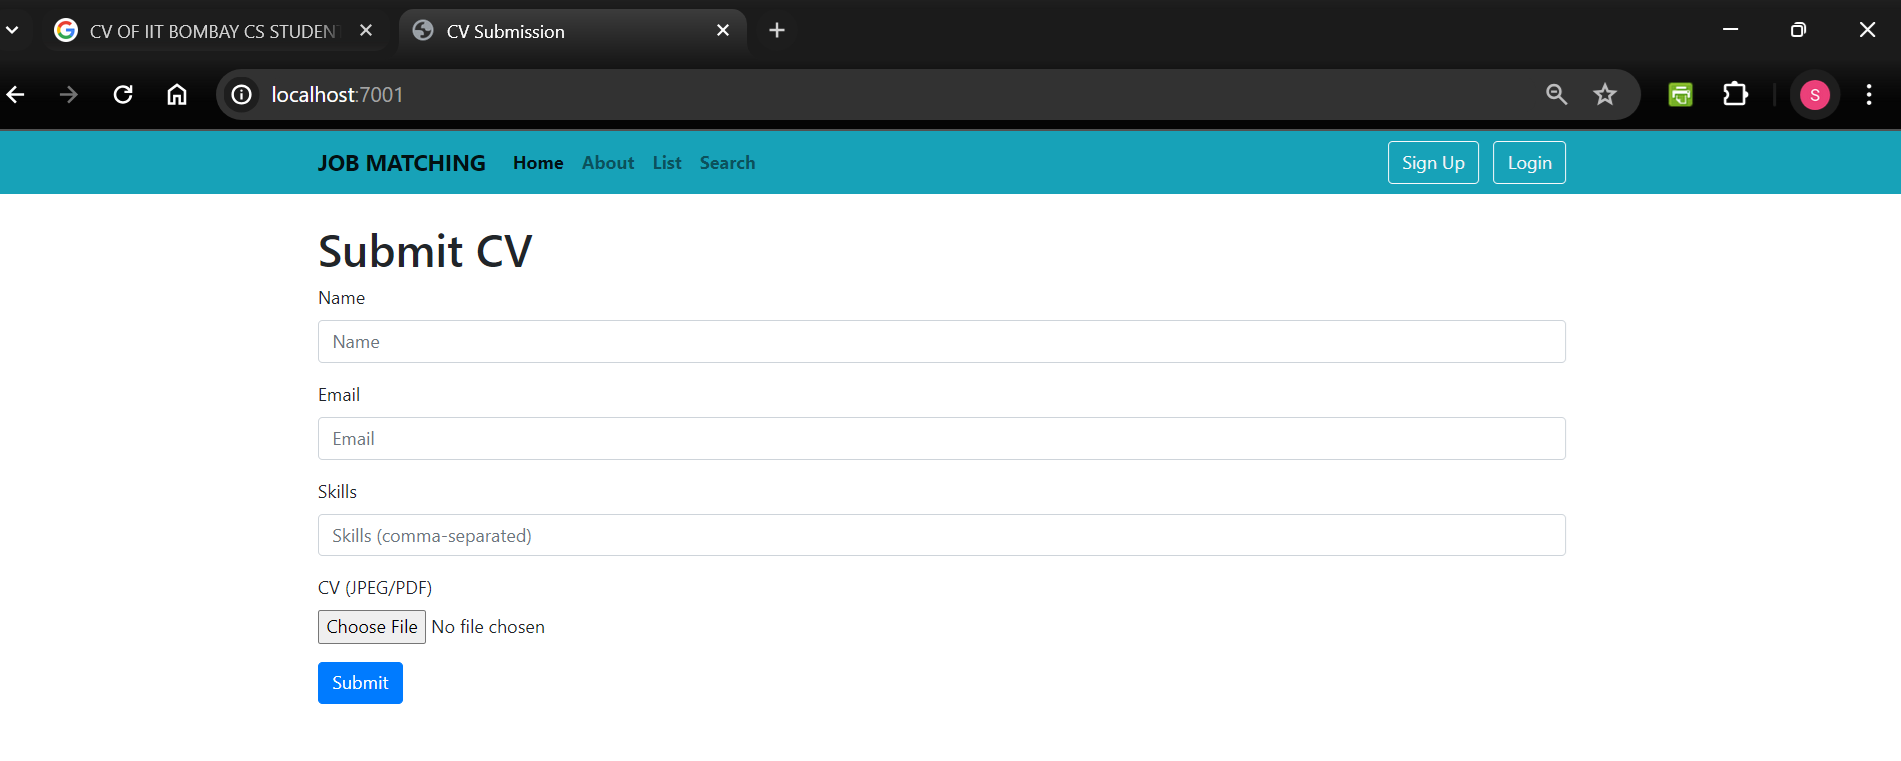 CV OF IIT BOMBAY CS STUDEN
CV Submission
localhost:7001
S
JOB MATCHING Home About List Search Sign Up Login
Submit CV
Name
Name
Email
Email
Skills
Skills (comma-separated)
CV (JPEG/PDF)
Choose File No file chosen
Submit